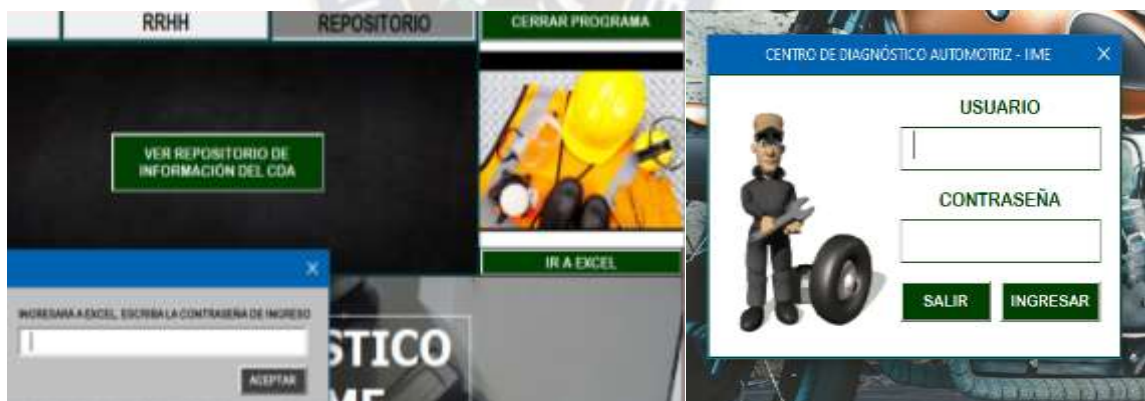 RRHH
REPOSITORIO
CERRAR PROGRAMA
VER REPOSITORIO DE
INFORMACIÓN DEL CDA
IR A EXCEL
INGRESARA A EXCEL, ESCRIBA LA CONTRASEÑA DE INGRESO
ACEPTAR
STICO
IME
CENTRO DE DIAGNÓSTICO AUTOMOTRIZ - IIME
USUARIO
CONTRASEÑA
SALIR
INGRESAR